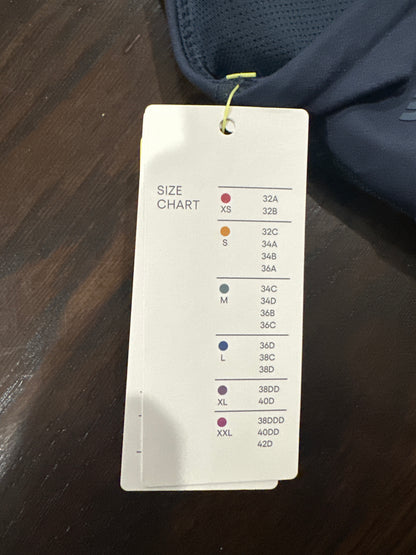 SIZE
CHART
XS 32A
32B
S 32C
34A
34B
36A
M 34C
34D
36B
36C
L 36D
38C
38D
XL 38DD
40D
XXL 38DDD
40DD
42D